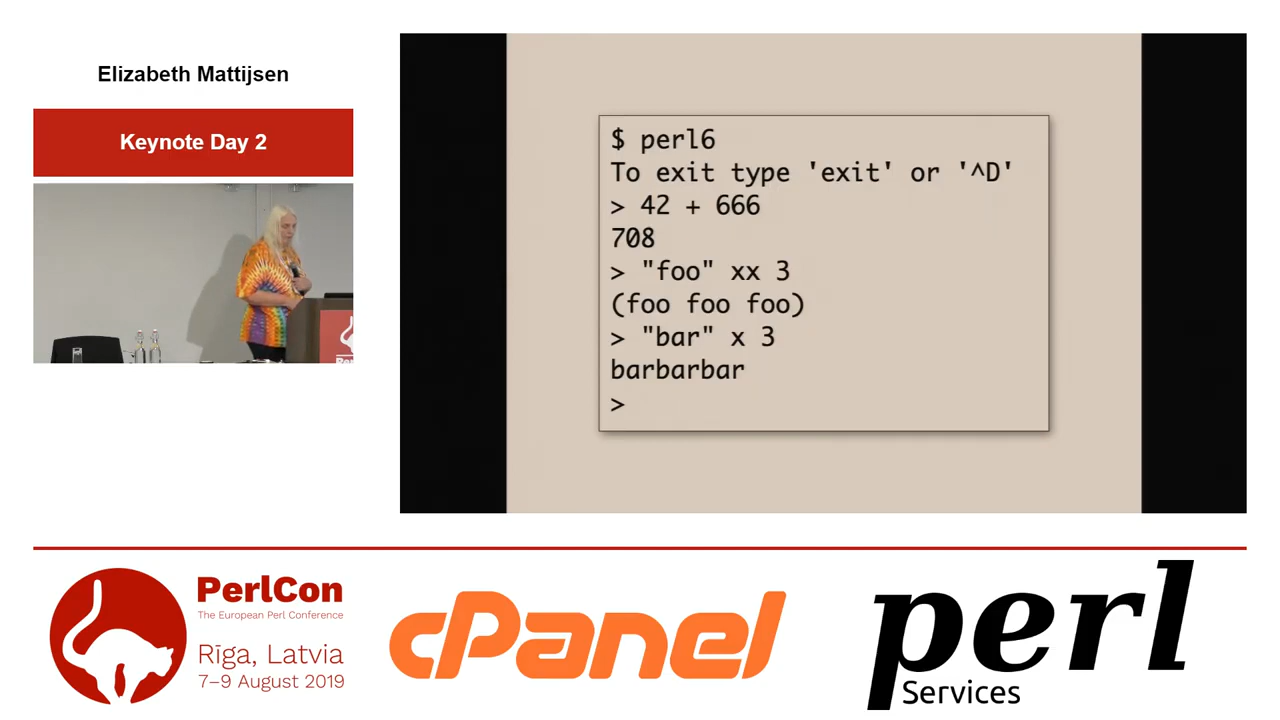 Elizabeth Mattijsen
Keynote Day 2
$ perl6
To exit type 'exit' or '^D'
> 42 + 666
708
> "foo" xx 3
(foo foo foo)
> "bar" x 3
barbarbar
>
PerlCon
The European Perl Conference
Rīga, Latvia
7–9 August 2019
cPanel
perl
Services